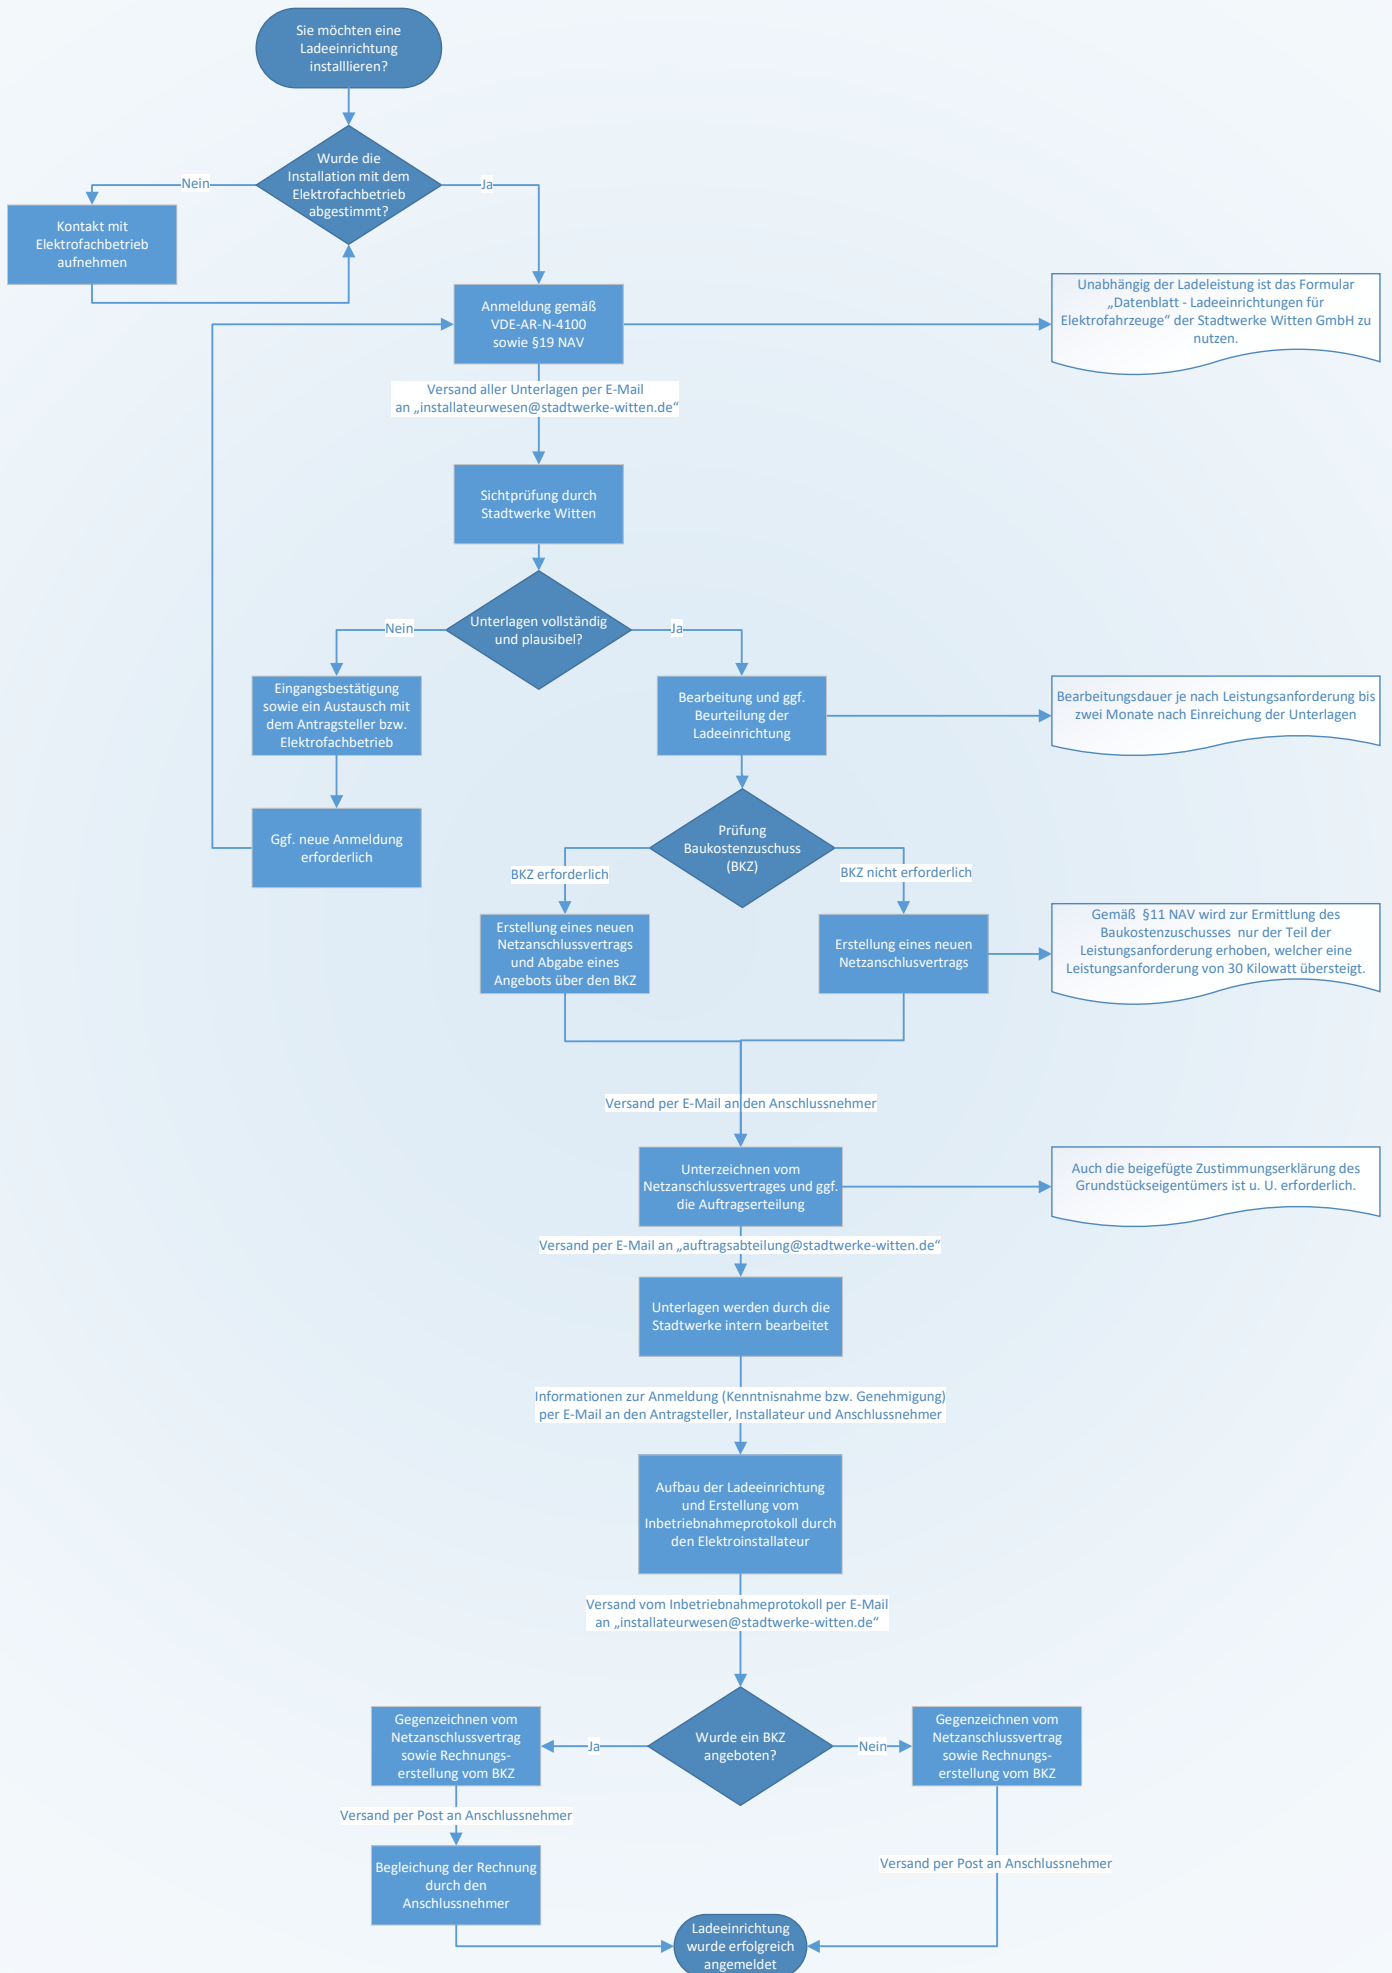 Sie möchten eine
Ladeeinrichtung
installlieren?
Wurde die
Installation mit dem
Elektrofachbetrieb
abgestimmt?
Nein
Ja
Kontakt mit
Elektrofachbetrieb
aufnehmen
Anmeldung gemäß
VDE-AR-N-4100
sowie §19 NAV
Unabhängig der Ladeleistung ist das Formular
„Datenblatt - Ladeeinrichtungen für
Elektrofahrzeuge“ der Stadtwerke Witten GmbH zu
nutzen.
Versand aller Unterlagen per E-Mail
an „installateurwesen@stadtwerke-witten.de“
Sichtprüfung durch
Stadtwerke Witten
Unterlagen vollständig
und plausibel?
Nein
Ja
Eingangsbestätigung
sowie ein Austausch mit
dem Antragsteller bzw.
Elektrofachbetrieb
Bearbeitung und ggf.
Beurteilung der
Ladeeinrichtung
Bearbeitungsdauer je nach Leistungsanforderung bis
zwei Monate nach Einreichung der Unterlagen
Ggf. neue Anmeldung
erforderlich
Prüfung
Baukostenzuschuss
(BKZ)
BKZ erforderlich
BKZ nicht erforderlich
Erstellung eines neuen
Netzanschlussvertrags
und Abgabe eines
Angebots über den BKZ
Erstellung eines neuen
Netzanschlusvertrags
Gemäß  §11 NAV wird zur Ermittlung des
Baukostenzuschusses  nur der Teil der
Leistungsanforderung erhoben, welcher eine
Leistungsanforderung von 30 Kilowatt übersteigt.
Versand per E-Mail an den Anschlussnehmer
Unterzeichnen vom
Netzanschlussvertrages und ggf.
die Auftragserteilung
Auch die beigefügte Zustimmungserklärung des
Grundstückseigentümers ist u. U. erforderlich.
Versand per E-Mail an „auftragsabteilung@stadtwerke-witten.de“
Unterlagen werden durch die
Stadtwerke intern bearbeitet
Informationen zur Anmeldung (Kenntnisnahme bzw. Genehmigung)
per E-Mail an den Antragsteller, Installateur und Anschlussnehmer
Aufbau der Ladeeinrichtung
und Erstellung vom
Inbetriebnahmeprotokoll durch
den Elektroinstallateur
Versand vom Inbetriebnahmeprotokoll per E-Mail
an „installateurwesen@stadtwerke-witten.de“
Wurde ein BKZ
angeboten?
Ja
Nein
Gegenzeichnen vom
Netzanschlussvertrag
sowie Rechnungs-
erstellung vom BKZ
Gegenzeichnen vom
Netzanschlussvertrag
sowie Rechnungs-
erstellung vom BKZ
Versand per Post an Anschlussnehmer
Begleichung der Rechnung
durch den
Anschlussnehmer
Versand per Post an Anschlussnehmer
Ladeeinrichtung
wurde erfolgreich
angemeldet